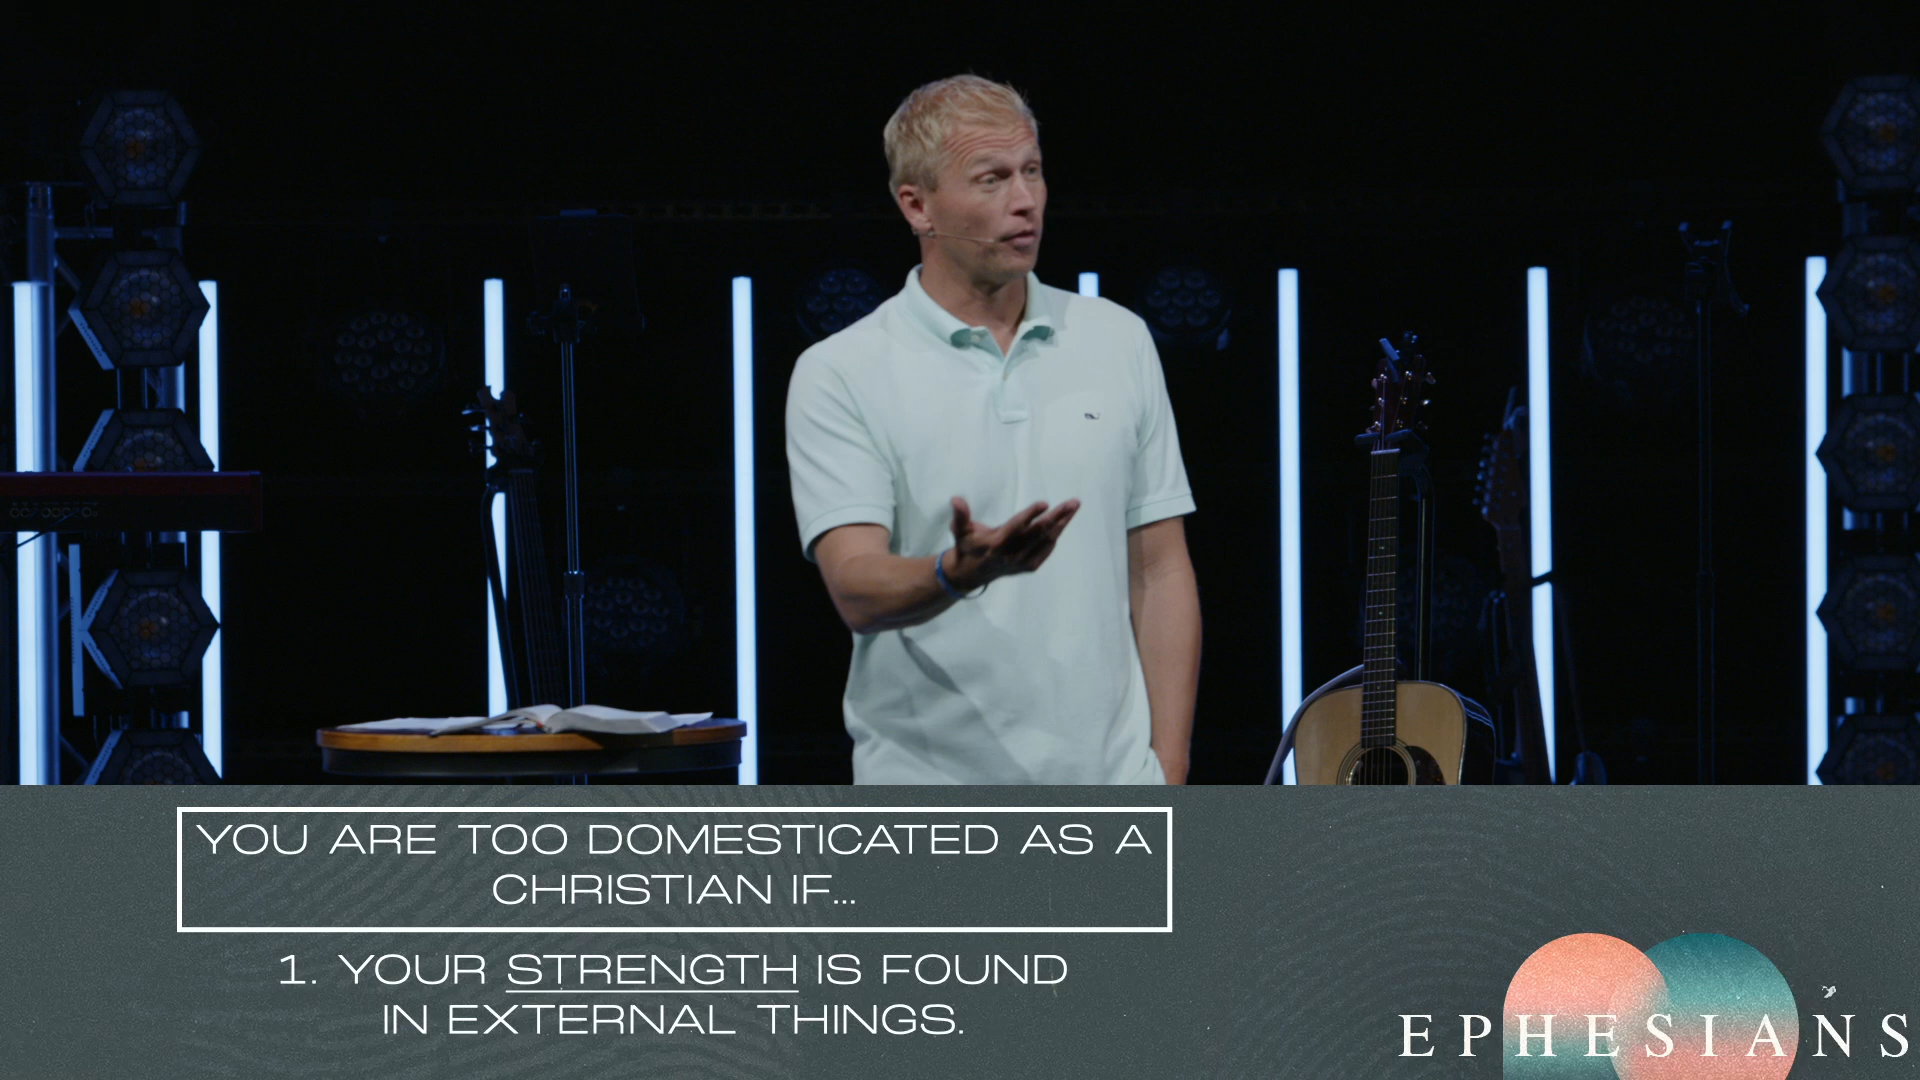 YOU ARE TOO DOMESTICATED AS A
CHRISTIAN IF...
1. YOUR STRENGTH IS FOUND
IN EXTERNAL THINGS.
EPHESIANS